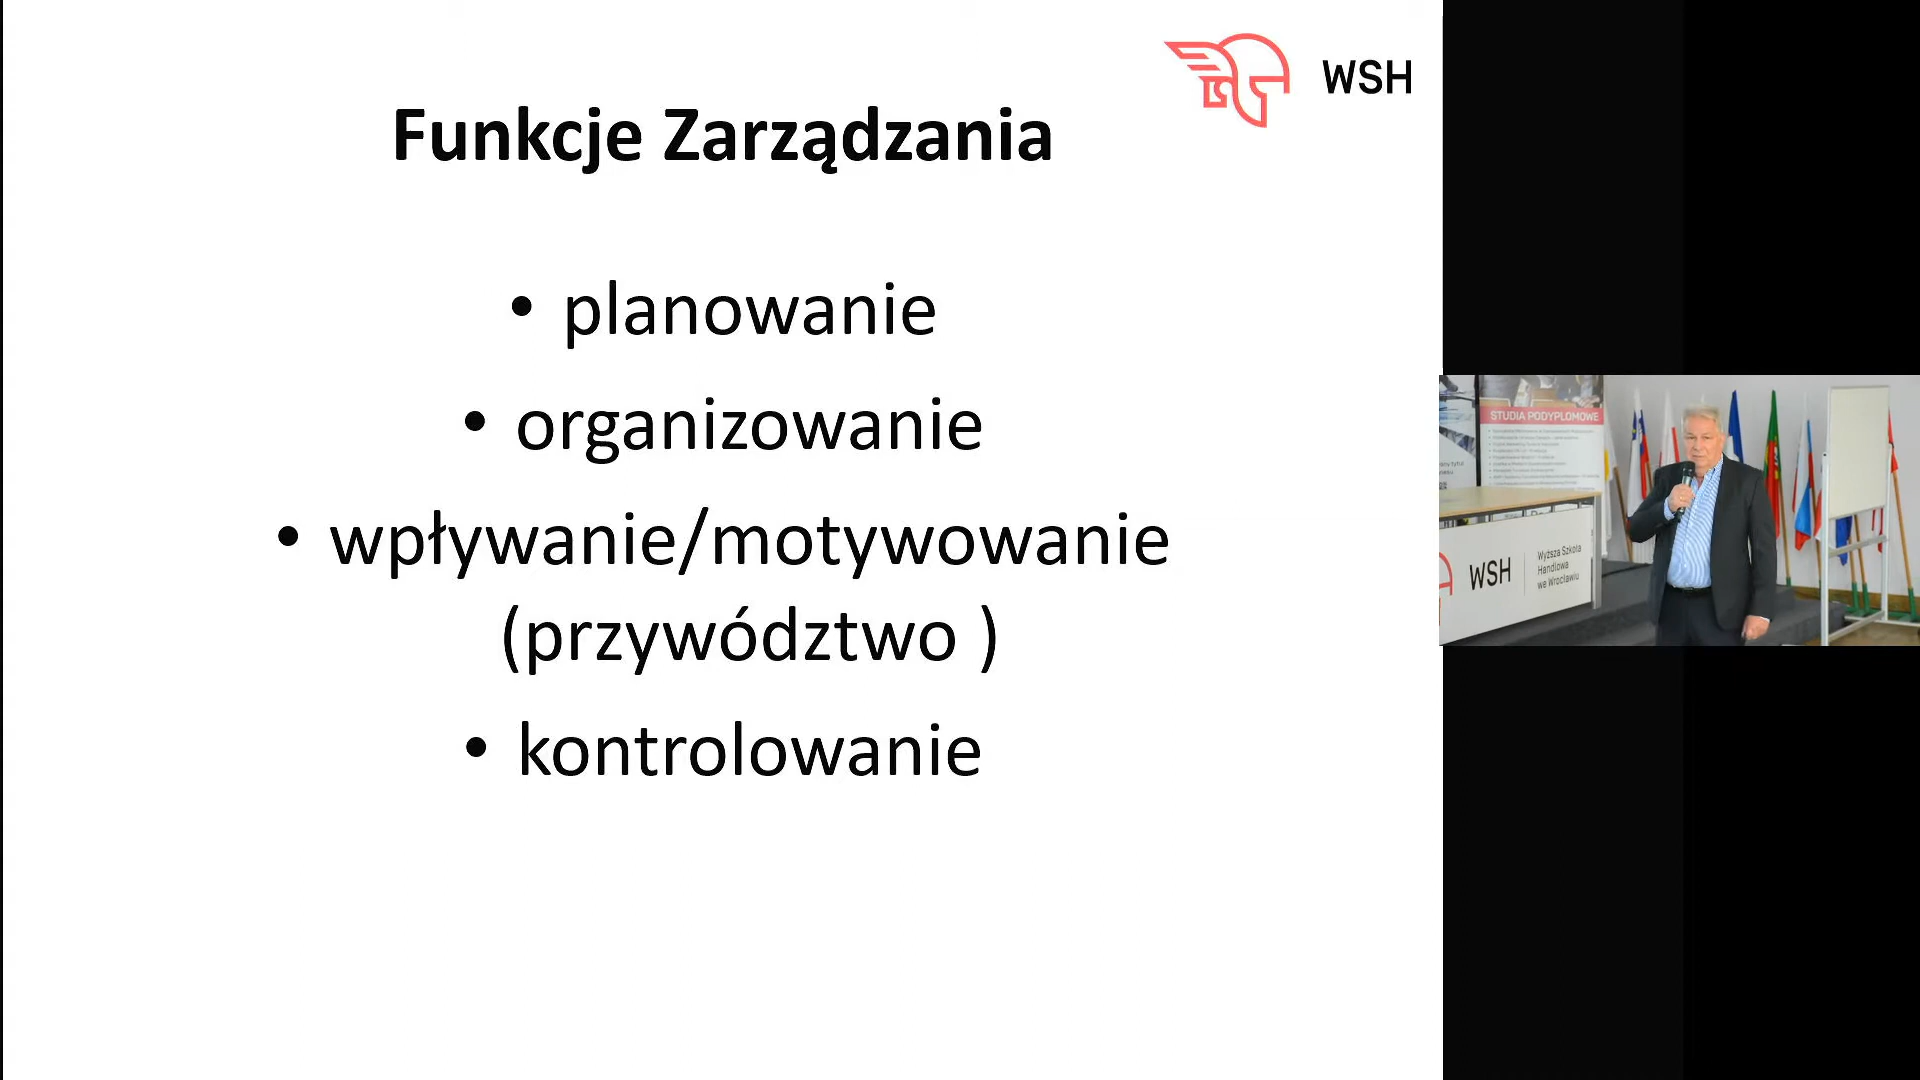 WSH
Funkcje Zarządzania
• planowanie
• organizowanie
• wpływanie/motywowanie
(przywództwo )
• kontrolowanie
STUDIA PODYPLOMOWE
WSH
Wyższa Szkoła
Handlowa
we Wrocławiu